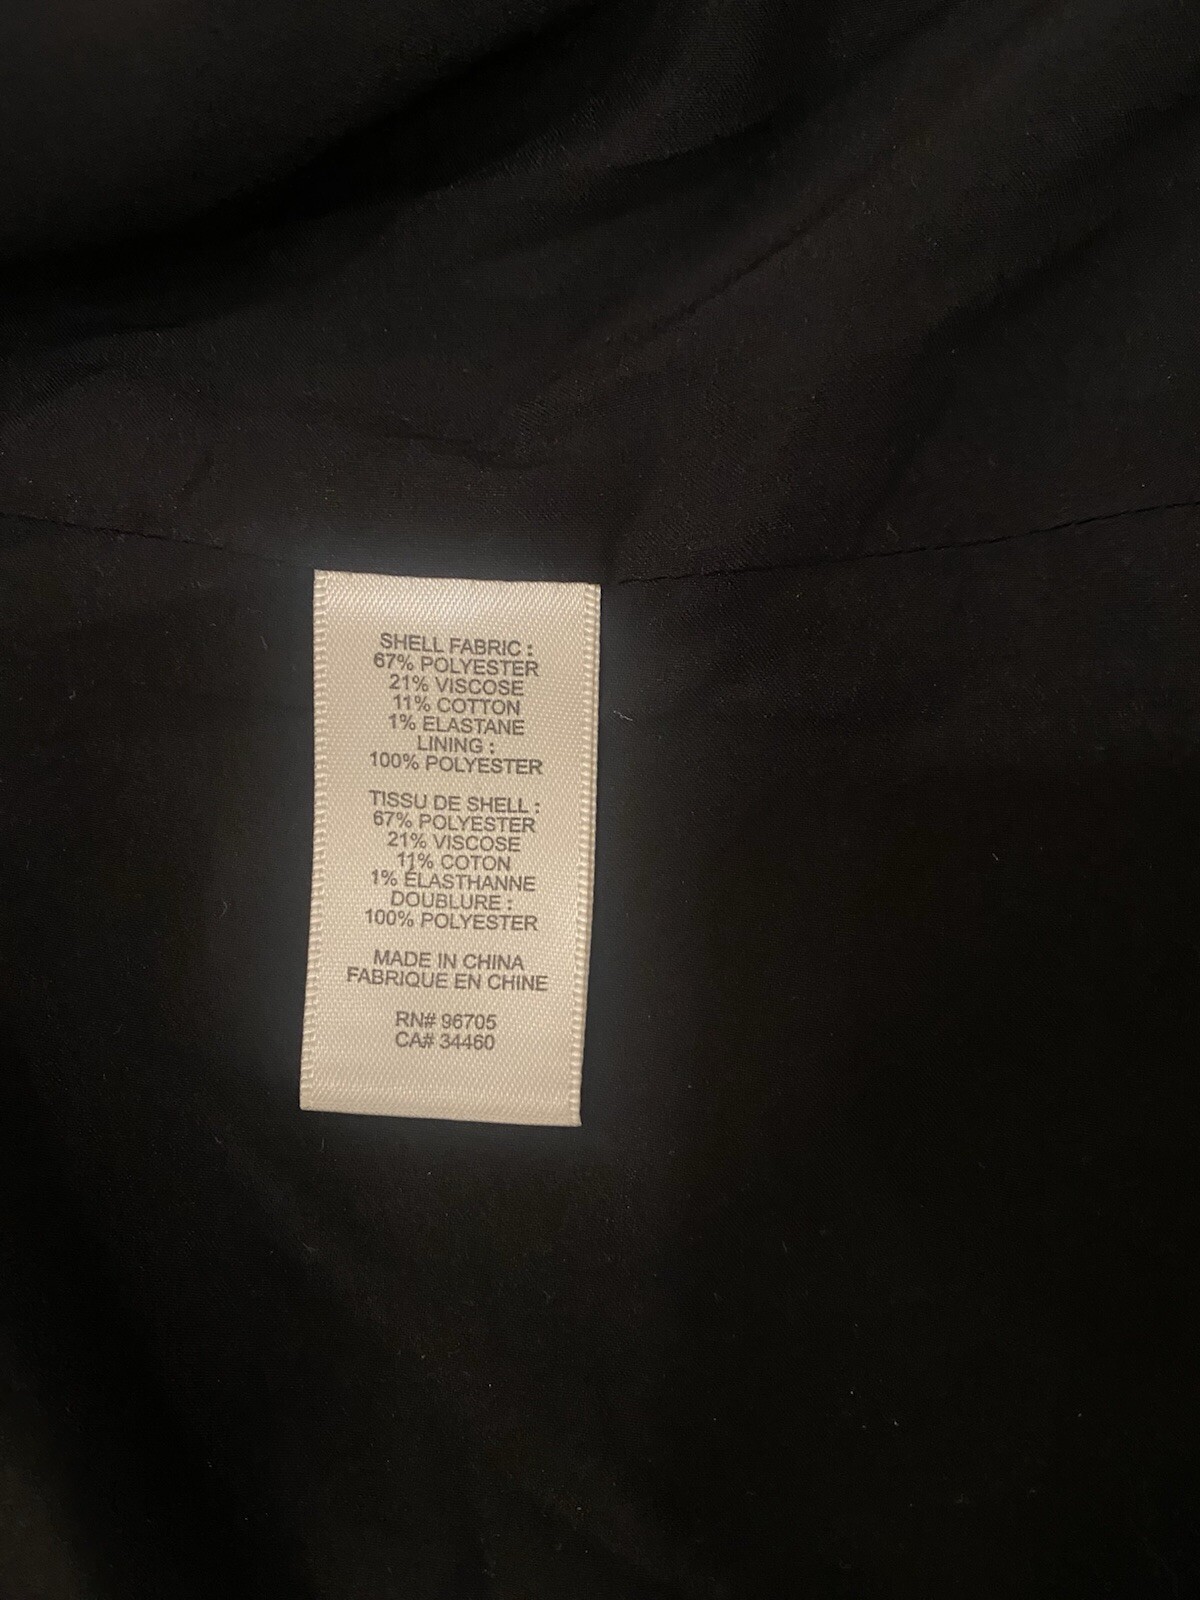 SHELL FABRIC :
67% POLYESTER
21% VISCOSE
11% COTTON
1% ELASTANE
LINING :
100% POLYESTER
TISSU DE SHELL :
67% POLYESTER
21% VISCOSE
11% COTON
1% ÉLASTHANNE
DOUBLURE :
100% POLYESTER
MADE IN CHINA
FABRIQUE EN CHINE
RN# 96705
CA# 34460